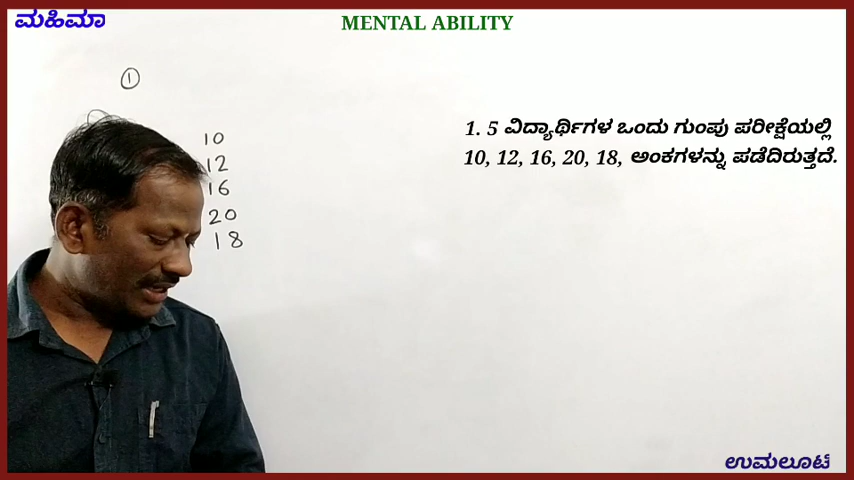 ಮಹಿಮಾ
MENTAL ABILITY
①
10
12
16
20
18
1. 5 ವಿದ್ಯಾರ್ಥಿಗಳ ಒಂದು ಗುಂಪು ಪರೀಕ್ಷೆಯಲ್ಲಿ
10, 12, 16, 20, 18, ಅಂಕಗಳನ್ನು ಪಡೆದಿರುತ್ತದೆ.
ಉಮಲೂಟಿ